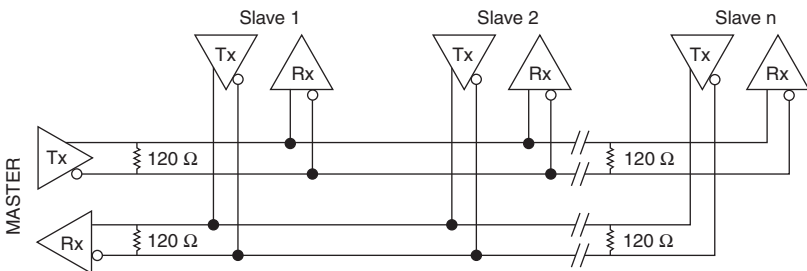 Slave 1 Slave 2 Slave n
Tx Rx Tx Rx Tx Rx
MASTER
Tx 120 Ω 120 Ω
Rx 120 Ω 120 Ω